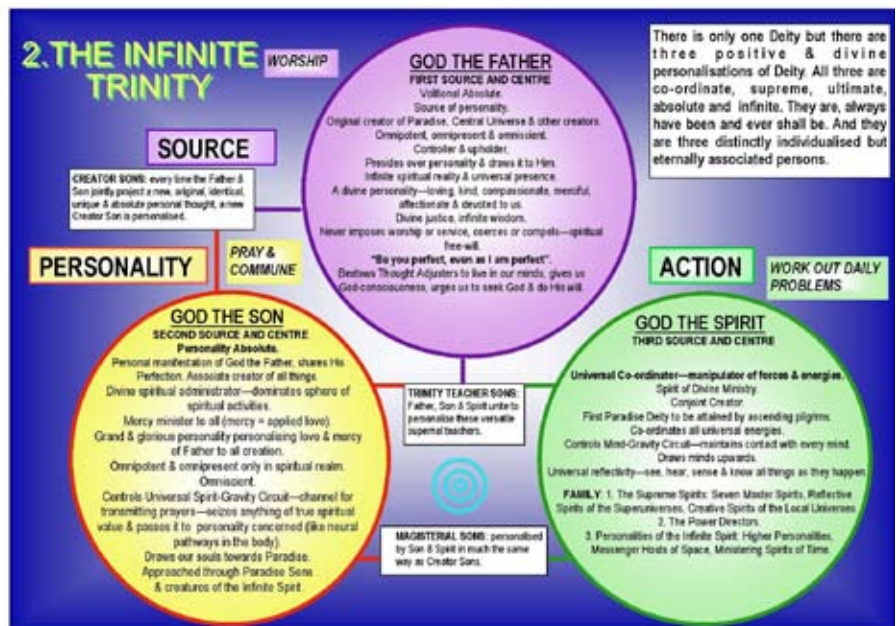 2.THE INFINITE
TRINITY
WORSHIP
GOD THE FATHER
FIRST SOURCE AND CENTRE
Volitional Absolute.
Source of personality.
Original creator of Paradise, Central Universe & other creators.
Omnipotent, omnipresent & omniscient.
Controller & upholder.
Presides over personality & draws it to Him.
Infinite spiritual reality & universal presence.
A divine personality—loving, kind, compassionate, merciful,
affectionate & devoted to us.
Divine justice, infinite wisdom.
Never imposes worship or service, coerces or compels—spiritual
free-will.
"Be you perfect, even as I am perfect".
Bestows Thought Adjusters to live in our minds, gives us
God-consciousness, urges us to seek God & do His will.
There is only one Deity but there are
three positive & divine
personalisations of Deity. All three are
co-ordinate, supreme, ultimate,
absolute and infinite. They are, always
have been and ever shall be. And they
are three distinctly individualised but
eternally associated persons.
SOURCE
CREATOR SONS: every time the Father &
Son jointly project a new, original, identical,
unique & absolute personal thought, a new
Creator Son is personalised.
PERSONALITY
PRAY &
COMMUNE
ACTION
WORK OUT DAILY
PROBLEMS
GOD THE SON
SECOND SOURCE AND CENTRE
Personality Absolute.
Personal manifestation of God the Father, shares His
Perfection. Associate creator of all things.
Divine spiritual administrator—dominates sphere of
spiritual activities.
Mercy minister to all (mercy = applied love).
Grand & glorious personality personalising love & mercy
of Father to all creation.
Omnipotent & omnipresent only in spiritual realm.
Omniscient.
Controls Universal Spirit-Gravity Circuit—channel for
transmitting prayers—seizes anything of true spiritual
value & passes it to personality concerned (like neural
pathways in the body).
Draws our souls towards Paradise.
Approached through Paradise Sons
& creatures of the Infinite Spirit.
TRINITY TEACHER SONS:
Father, Son & Spirit unite to
personalise these versatile
supernal teachers.
MAGISTERIAL SONS: personalised
by Son & Spirit in much the same
way as Creator Sons.
GOD THE SPIRIT
THIRD SOURCE AND CENTRE
Universal Co-ordinator—manipulator of forces & energies.
Spirit of Divine Ministry.
Conjoint Creator.
First Paradise Deity to be attained by ascending pilgrims.
Co-ordinates all universal energies.
Controls Mind-Gravity Circuit—maintains contact with every mind.
Draws minds upwards.
Universal reflectivity—see, hear, sense & know all things as they happen.
FAMILY: 1. The Supreme Spirits: Seven Master Spirits, Reflective
Spirits of the Superuniverses, Creative Spirits of the Local Universes.
2. The Power Directors.
3. Personalities of the Infinite Spirit: Higher Personalities,
Messenger Hosts of Space, Ministering Spirits of Time.